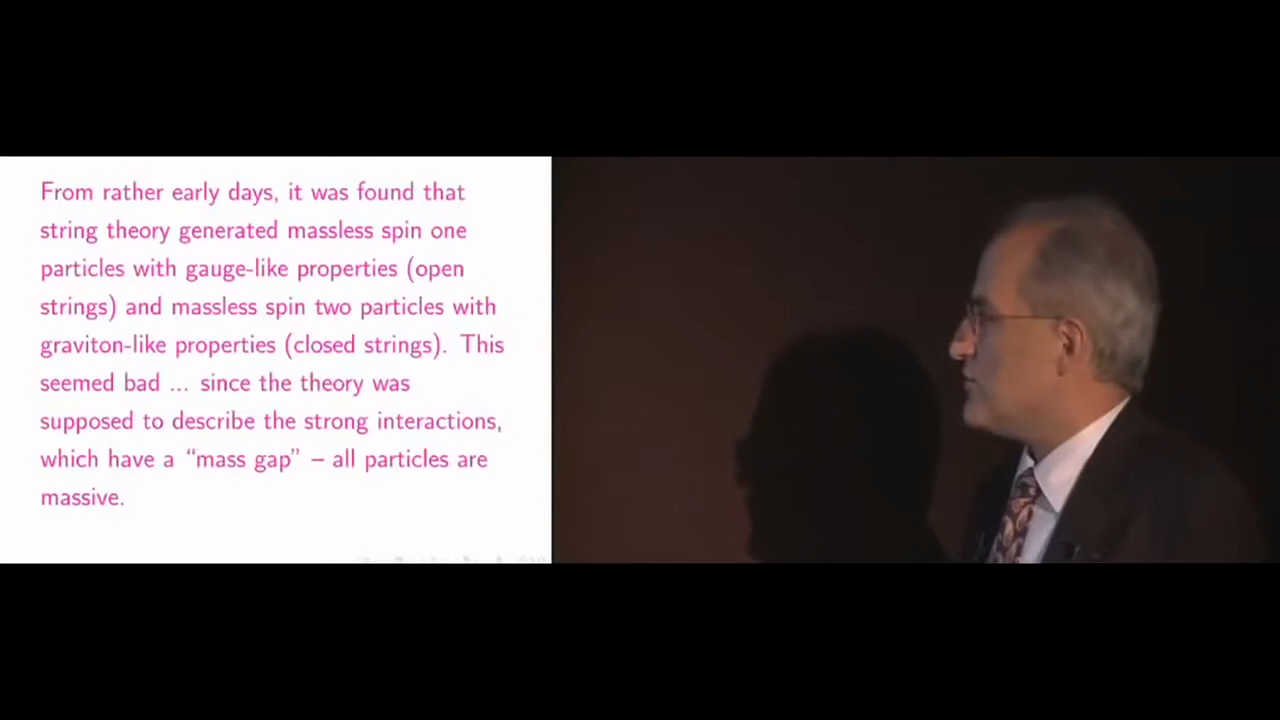 From rather early days, it was found that
string theory generated massless spin one
particles with gauge-like properties (open
strings) and massless spin two particles with
graviton-like properties (closed strings). This
seemed bad ... since the theory was
supposed to describe the strong interactions,
which have a “mass gap” – all particles are
massive.